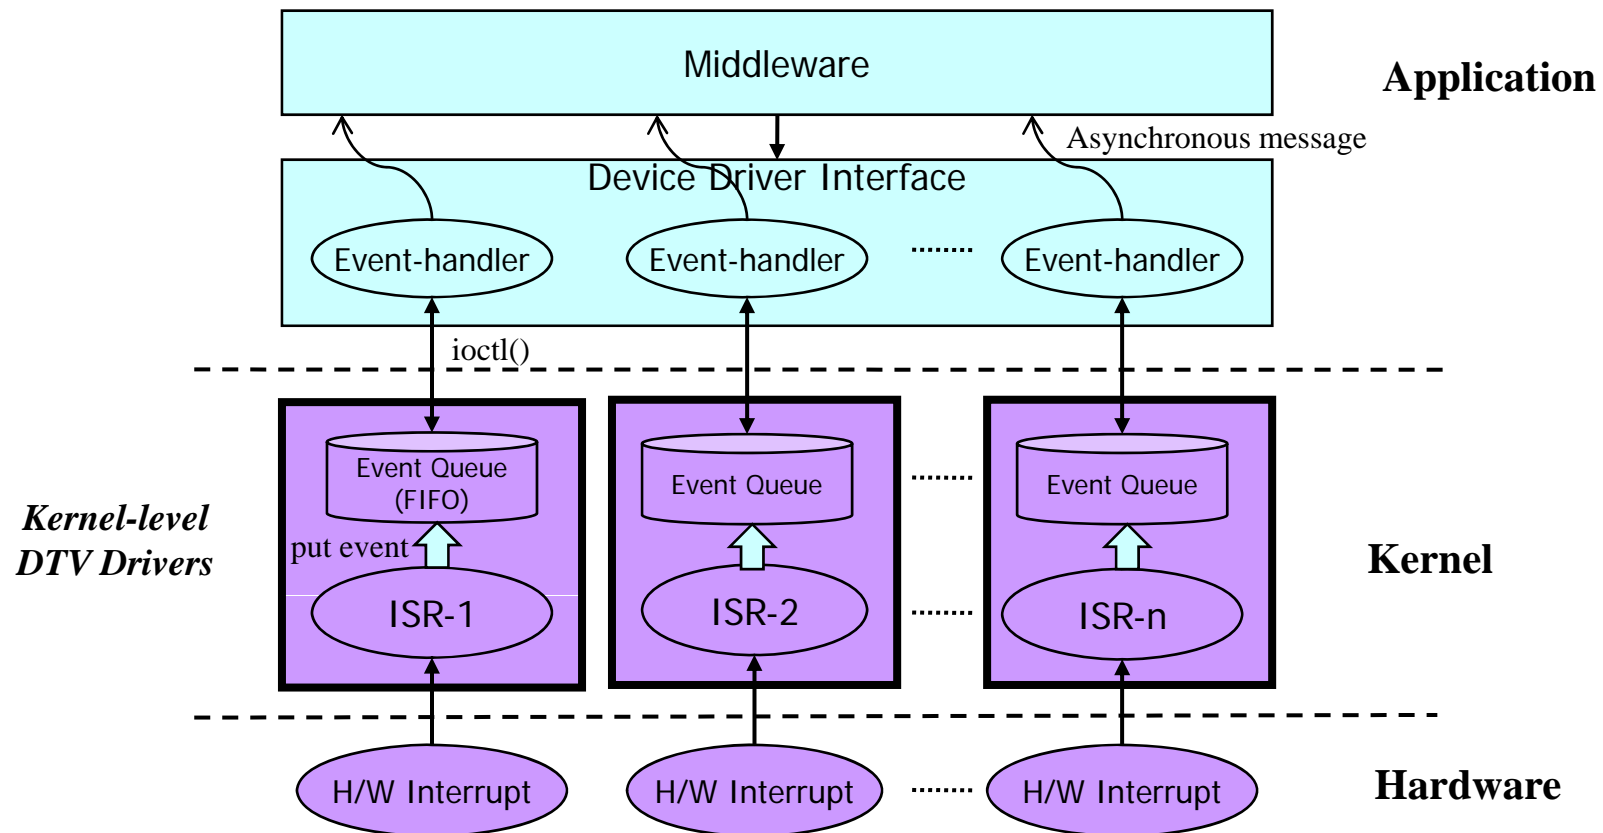 Middleware
Application
Asynchronous message
Device Driver Interface
Event-handler
Event-handler
Event-handler
ioctl()
Event Queue
(FIFO)
Event Queue
Event Queue
Kernel-level
DTV Drivers
put event
Kernel
ISR-1
ISR-2
ISR-n
H/W Interrupt
H/W Interrupt
H/W Interrupt
Hardware